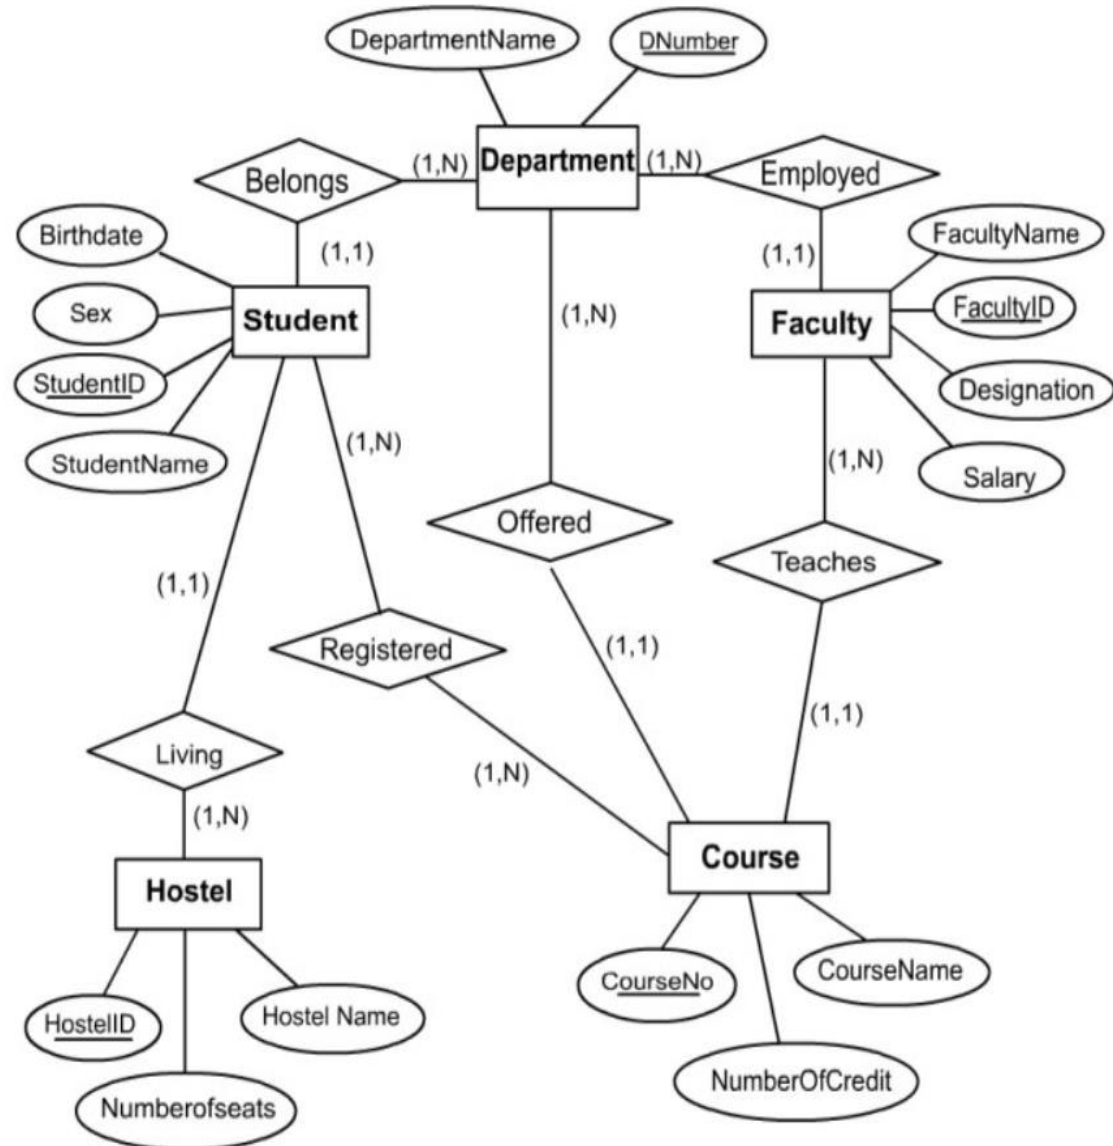 DepartmentName
DNumber
Belongs
(1,N)
Department
(1,N)
Employed
Birthdate
(1,1)
(1,1)
FacultyName
Sex
Student
(1,N)
Faculty
FacultyID
StudentID
Designation
StudentName
(1,N)
(1,N)
Salary
Offered
Teaches
(1,1)
Registered
(1,1)
(1,1)
Living
(1,N)
(1,N)
Hostel
Course
HostelID
Hostel Name
CourseNo
CourseName
Numberofseats
NumberOfCredit